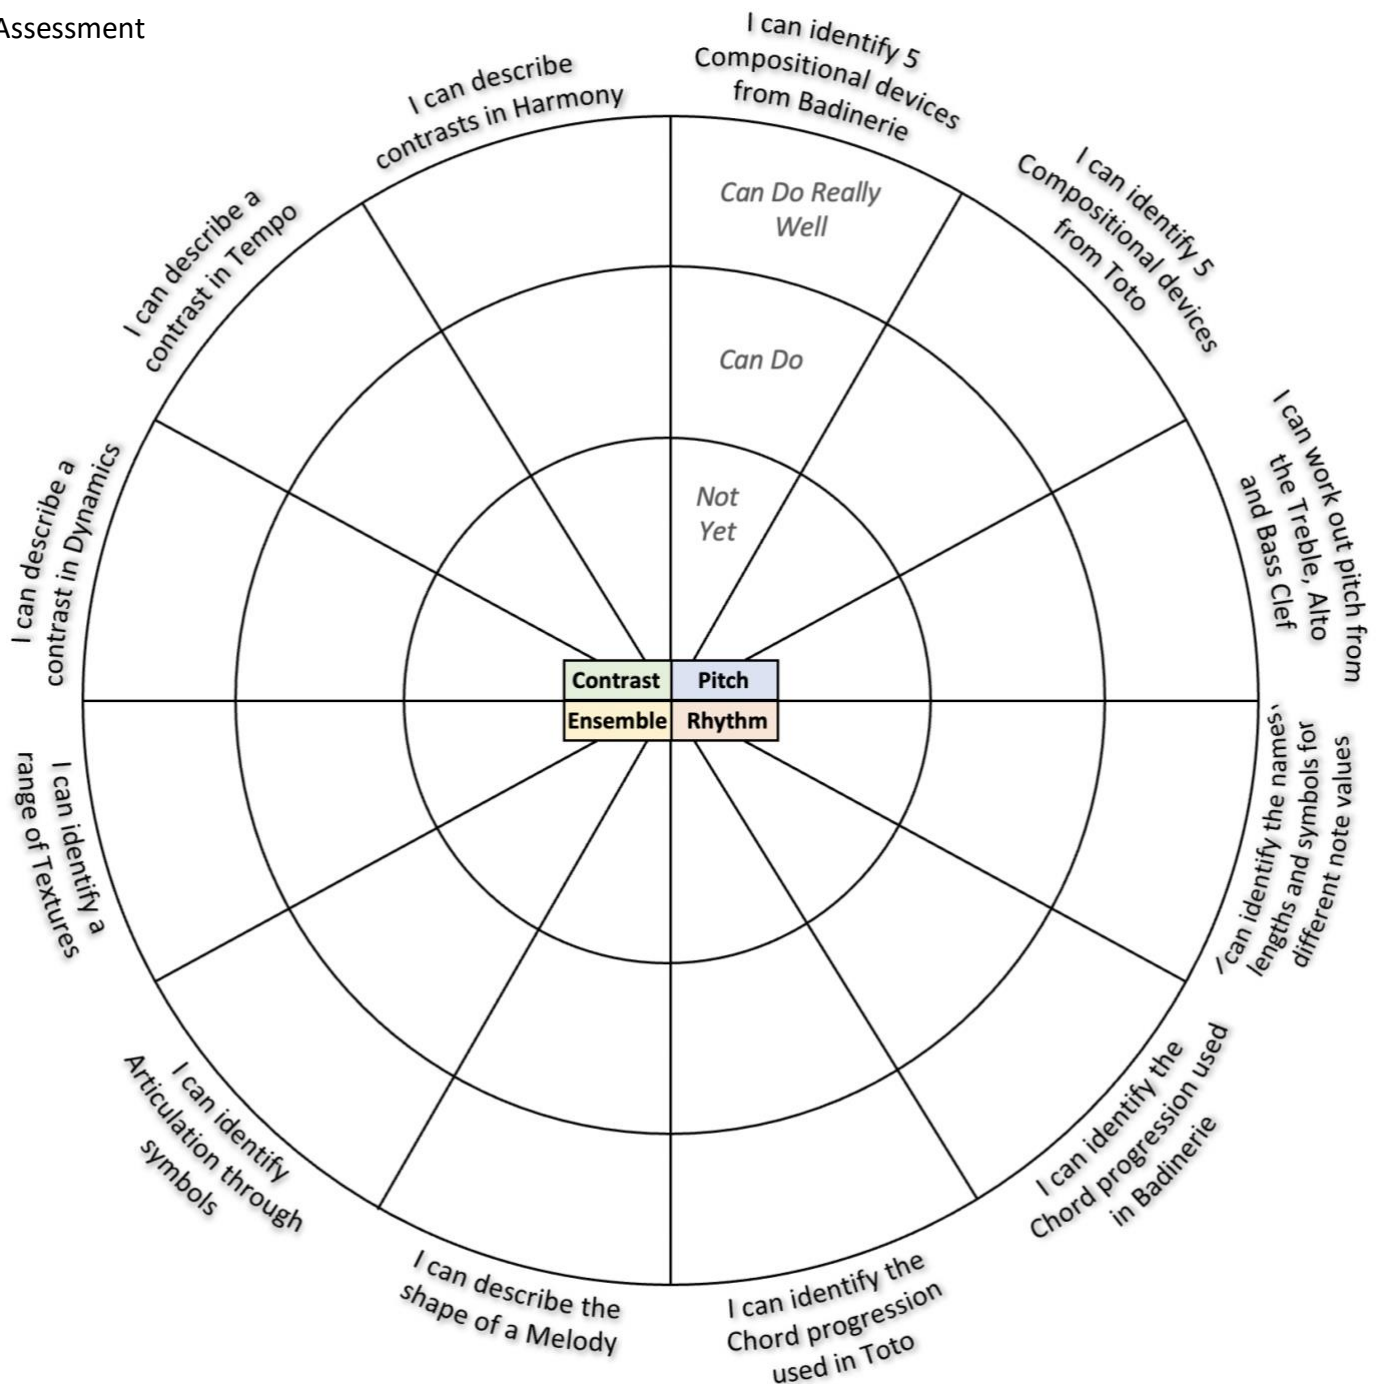 Assessment
I can identify 5
Compositional devices
from Badinerie
I can identify 5
Compositional devices
from Toto
I can work out pitch from
the Treble, Alto
and Bass Clef
I can identify the names,
lengths and symbols for
different note values
I can identify the
Chord progression used
in Badinerie
I can identify the
Chord progression
used in Toto
I can describe the
shape of a Melody
I can identify
Articulation through
symbols
I can identify a
range of Textures
I can describe a
contrast in Dynamics
I can describe a
contrast in Tempo
I can describe
contrasts in Harmony
Can Do Really
Well
Can Do
Not
Yet
Contrast
Pitch
Ensemble
Rhythm